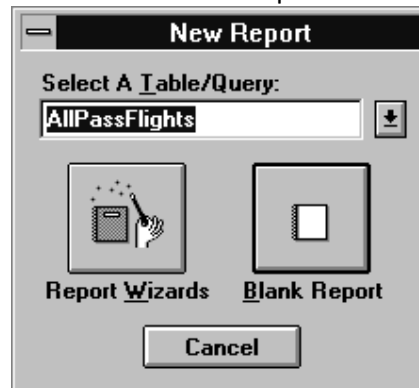 New Report
Select A Table/Query:
AllPassFlights
Report Wizards
Blank Report
Cancel